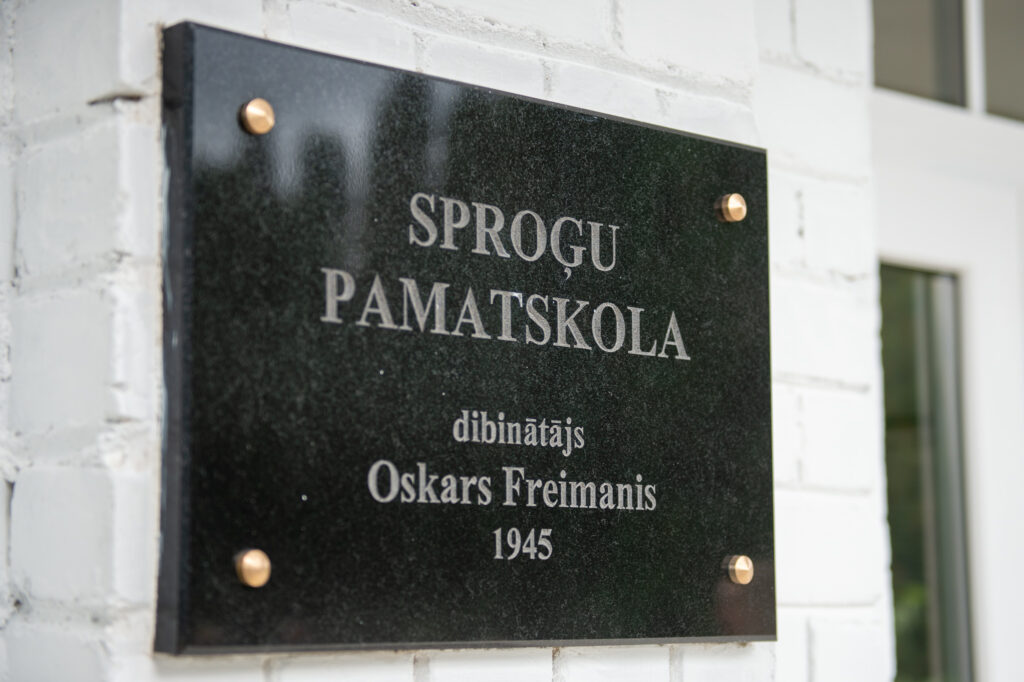 SPROĢU
PAMATSKOLA
dibinātājs
Oskars Freimanis
1945